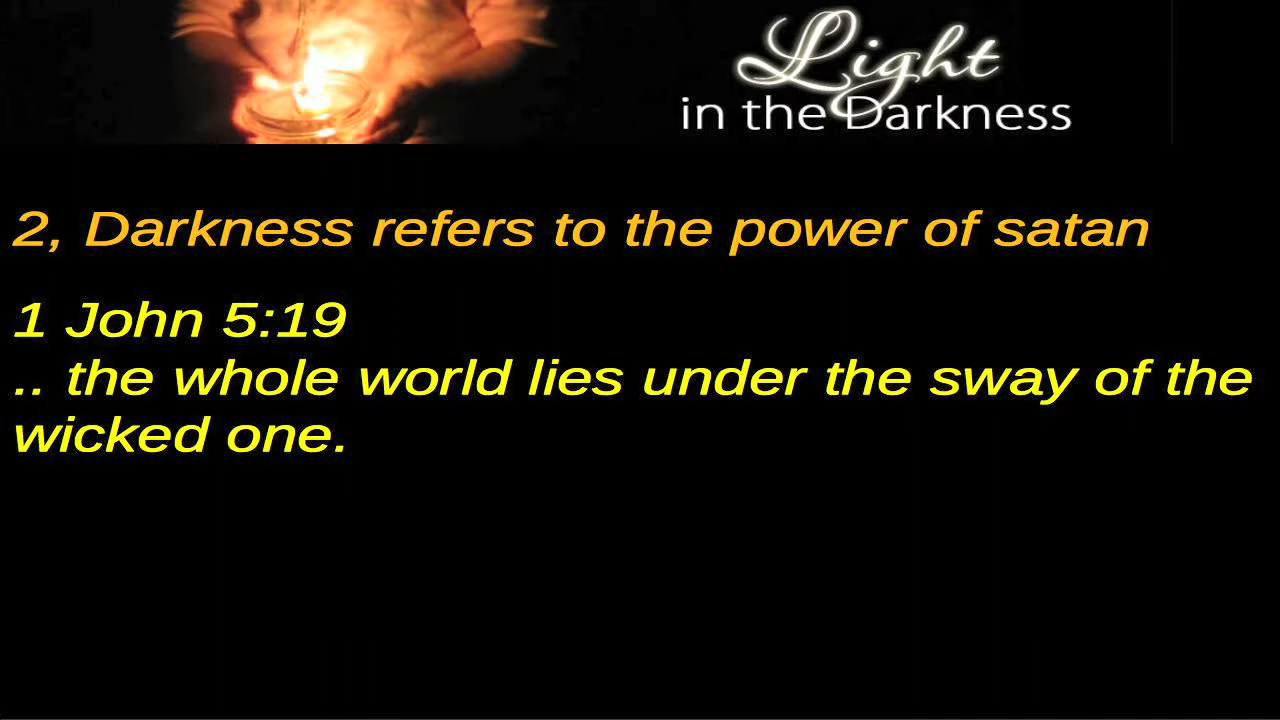 Light
in the Darkness
2, Darkness refers to the power of satan
1 John 5:19
.. the whole world lies under the sway of the
wicked one.